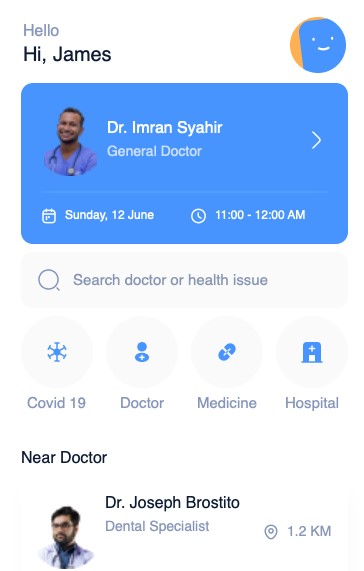 Hello
Hi, James
Dr. Imran Syahir
General Doctor
Sunday, 12 June
11:00 - 12:00 AM
Search doctor or health issue
Covid 19
Doctor
Medicine
Hospital
Near Doctor
Dr. Joseph Brostito
Dental Specialist
1.2 KM